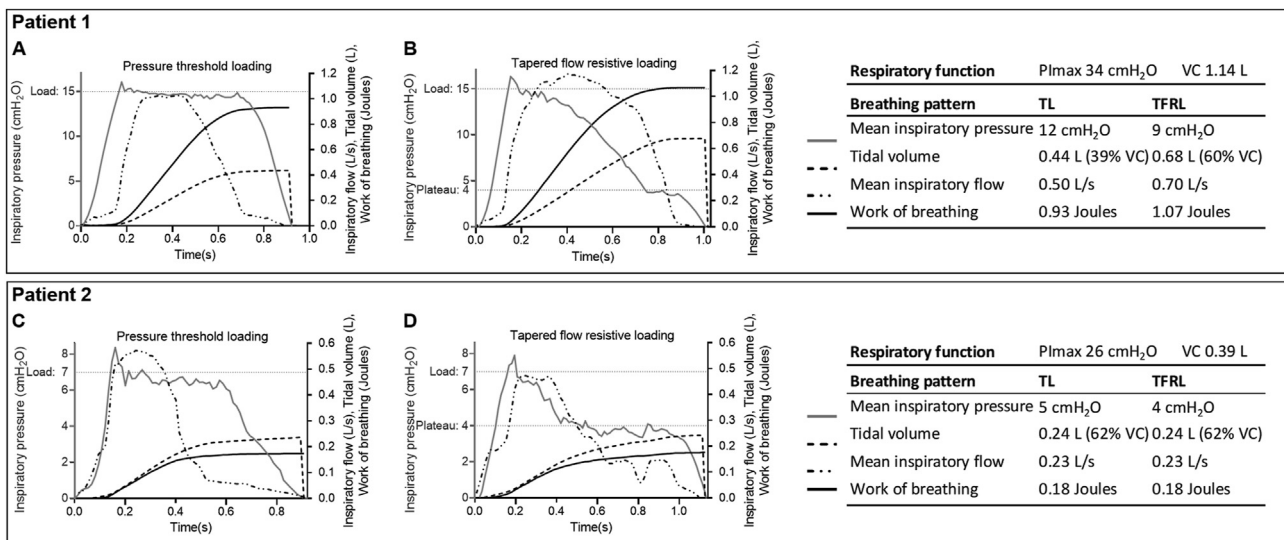 Patient 1
A
Pressure threshold loading
Inspiratory pressure (cmH2O)
Load: 15
10
5
0
0.0 0.2 0.4 0.6 0.8 1.0
Time(s)
1.2
1.0
0.8
0.6
0.4
0.2
0.0
Inspiratory flow (L/s), Tidal volume (L),
Work of breathing (Joules)
B
Tapered flow resistive loading
Inspiratory pressure (cmH2O)
Load: 15
10
5
Plateau: 4
0
0.0 0.2 0.4 0.6 0.8 1.0
Time(s)
1.2
1.0
0.8
0.6
0.4
0.2
0.0
Inspiratory flow (L/s), Tidal volume (L),
Work of breathing (Joules)
Respiratory function PImax 34 cmH2O VC 1.14 L
Breathing pattern TL TFRL
Mean inspiratory pressure 12 cmH2O 9 cmH2O
Tidal volume 0.44 L (39% VC) 0.68 L (60% VC)
Mean inspiratory flow 0.50 L/s 0.70 L/s
Work of breathing 0.93 Joules 1.07 Joules
Patient 2
C
Pressure threshold loading
Inspiratory pressure (cmH2O)
8
Load: 7
6
4
2
0
0.0 0.2 0.4 0.6 0.8
Time(s)
0.6
0.5
0.4
0.3
0.2
0.1
0.0
Inspiratory flow (L/s), Tidal volume (L),
Work of breathing (Joules)
D
Tapered flow resistive loading
Inspiratory pressure (cmH2O)
8
Load: 7
6
Plateau: 4
2
0
0.0 0.2 0.4 0.6 0.8 1.0
Time(s)
0.6
0.5
0.4
0.3
0.2
0.1
0.0
Inspiratory flow (L/s), Tidal volume (L),
Work of breathing (Joules)
Respiratory function PImax 26 cmH2O VC 0.39 L
Breathing pattern TL TFRL
Mean inspiratory pressure 5 cmH2O 4 cmH2O
Tidal volume 0.24 L (62% VC) 0.24 L (62% VC)
Mean inspiratory flow 0.23 L/s 0.23 L/s
Work of breathing 0.18 Joules 0.18 Joules